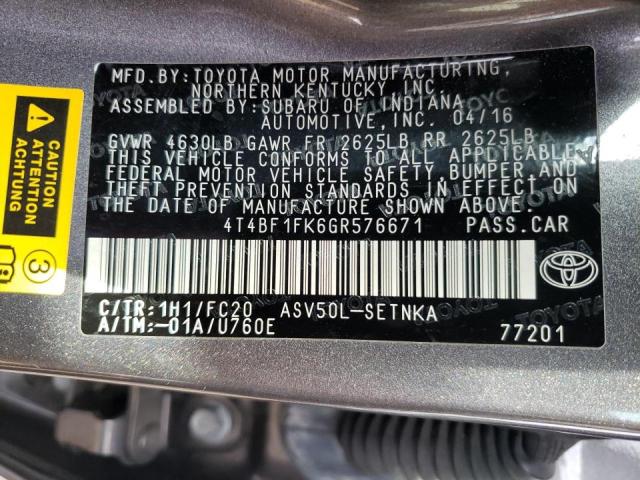 MFD.BY:TOYOTA MOTOR MANUFACTURING,
NORTHERN KENTUCKY, INC.
ASSEMBLED BY:SUBARU OF INDIANA
AUTOMOTIVE, INC. 04/16
GVWR 4630LB GAWR FR 2625LB RR 2625LB
THIS VEHICLE CONFORMS TO ALL APPLICABLE
FEDERAL MOTOR VEHICLE SAFETY, BUMPER, AND
THEFT PREVENTION STANDARDS IN EFFECT ON
THE DATE OF MANUFACTURE SHOWN ABOVE.
4T4BF1FK6GR576671 PASS.CAR
C/TR:1H1/FC20 ASV50L-SETNKA
A/TM:-01A/U760E 77201
TOYOTA
CAUTION
ACHTUNG
3